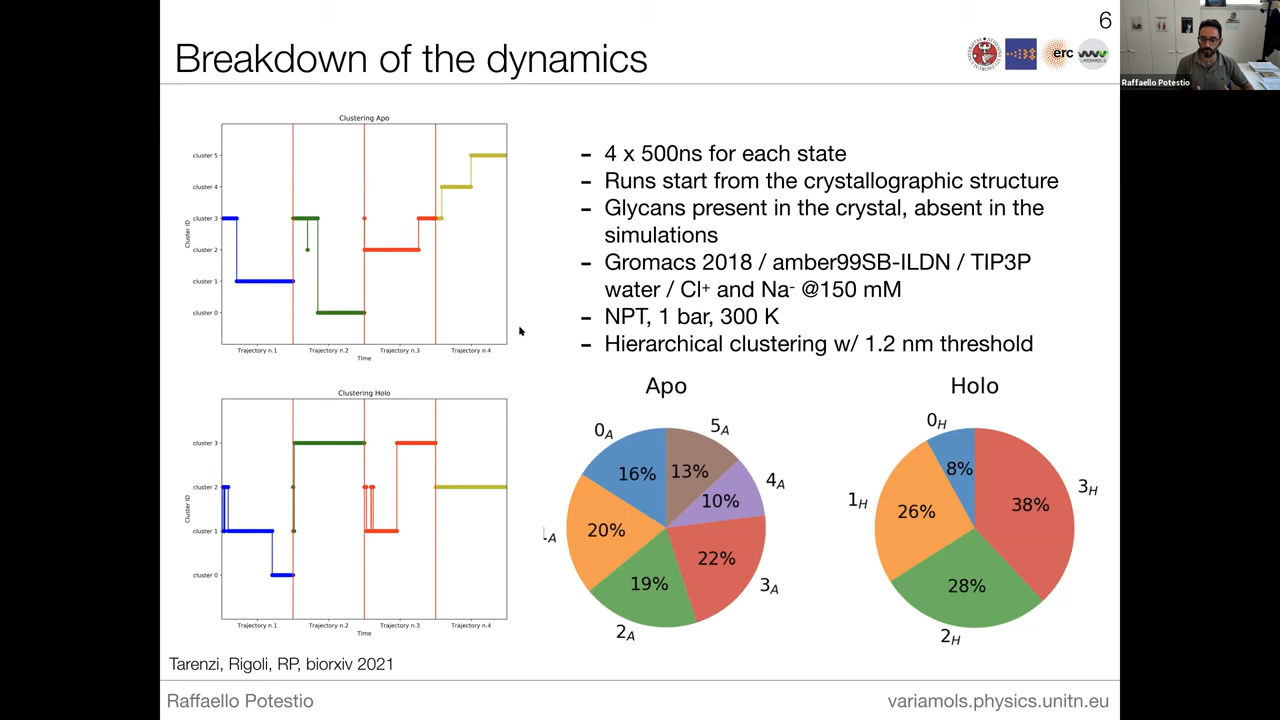 6
Breakdown of the dynamics
erc
VARIAMOLS
Raffaello Potestio
Clustering Apo
cluster 5
cluster 4
cluster 3
cluster 2
cluster 1
cluster 0
Cluster ID
Trajectory n.1 Trajectory n.2 Trajectory n.3 Trajectory n.4
Time
- 4 x 500ns for each state
- Runs start from the crystallographic structure
- Glycans present in the crystal, absent in the
simulations
- Gromacs 2018 / amber99SB-ILDN / TIP3P
water / Cl+ and Na- @150 mM
- NPT, 1 bar, 300 K
- Hierarchical clustering w/ 1.2 nm threshold
Clustering Holo
cluster 3
cluster 2
cluster 1
cluster 0
Cluster ID
Trajectory n.1 Trajectory n.2 Trajectory n.3 Trajectory n.4
Time
Apo
0A
5A
4A
3A
2A
A
16%
13%
10%
22%
19%
20%
Holo
0H
3H
2H
1H
8%
38%
28%
26%
Tarenzi, Rigoli, RP, biorxiv 2021
Raffaello Potestio
variamols.physics.unitn.eu